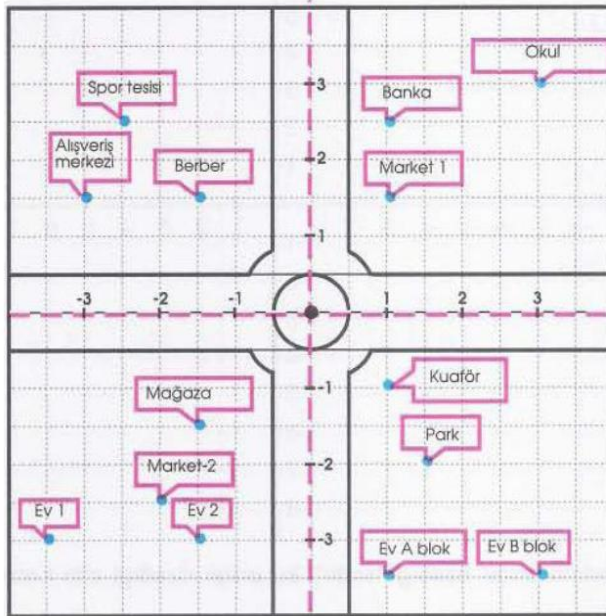 Okul
Spor tesisi
3
Banka
Alışveriş
merkezi
2
Berber
Market 1
1
-3 -2 -1 1 2 3
-1
Kuaför
Mağaza
Park
-2
Market-2
Ev 1
Ev 2
-3
Ev A blok
Ev B blok